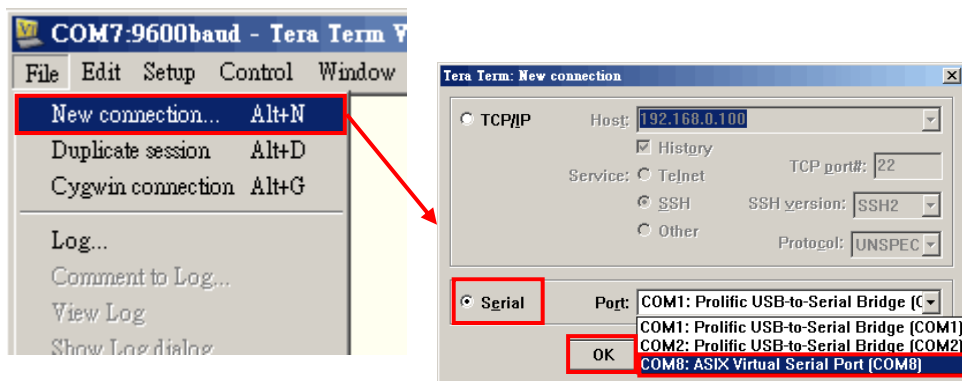 COM7:9600baud - Tera Term V
File Edit Setup Control Window
New connection... Alt+N
Duplicate session Alt+D
Cygwin connection Alt+G
Log...
Comment to Log...
View Log
Show Log dialog
Tera Term: New connection
TCP/IP Host: 192.168.0.100
History
Service: Telnet TCP port#: 22
SSH SSH version: SSH2
Other Protocol: UNSPEC
Serial Port: COM1: Prolific USB-to-Serial Bridge (C
COM1: Prolific USB-to-Serial Bridge (COM1)
COM2: Prolific USB-to-Serial Bridge (COM2)
OK COM8: ASIX Virtual Serial Port (COM8)